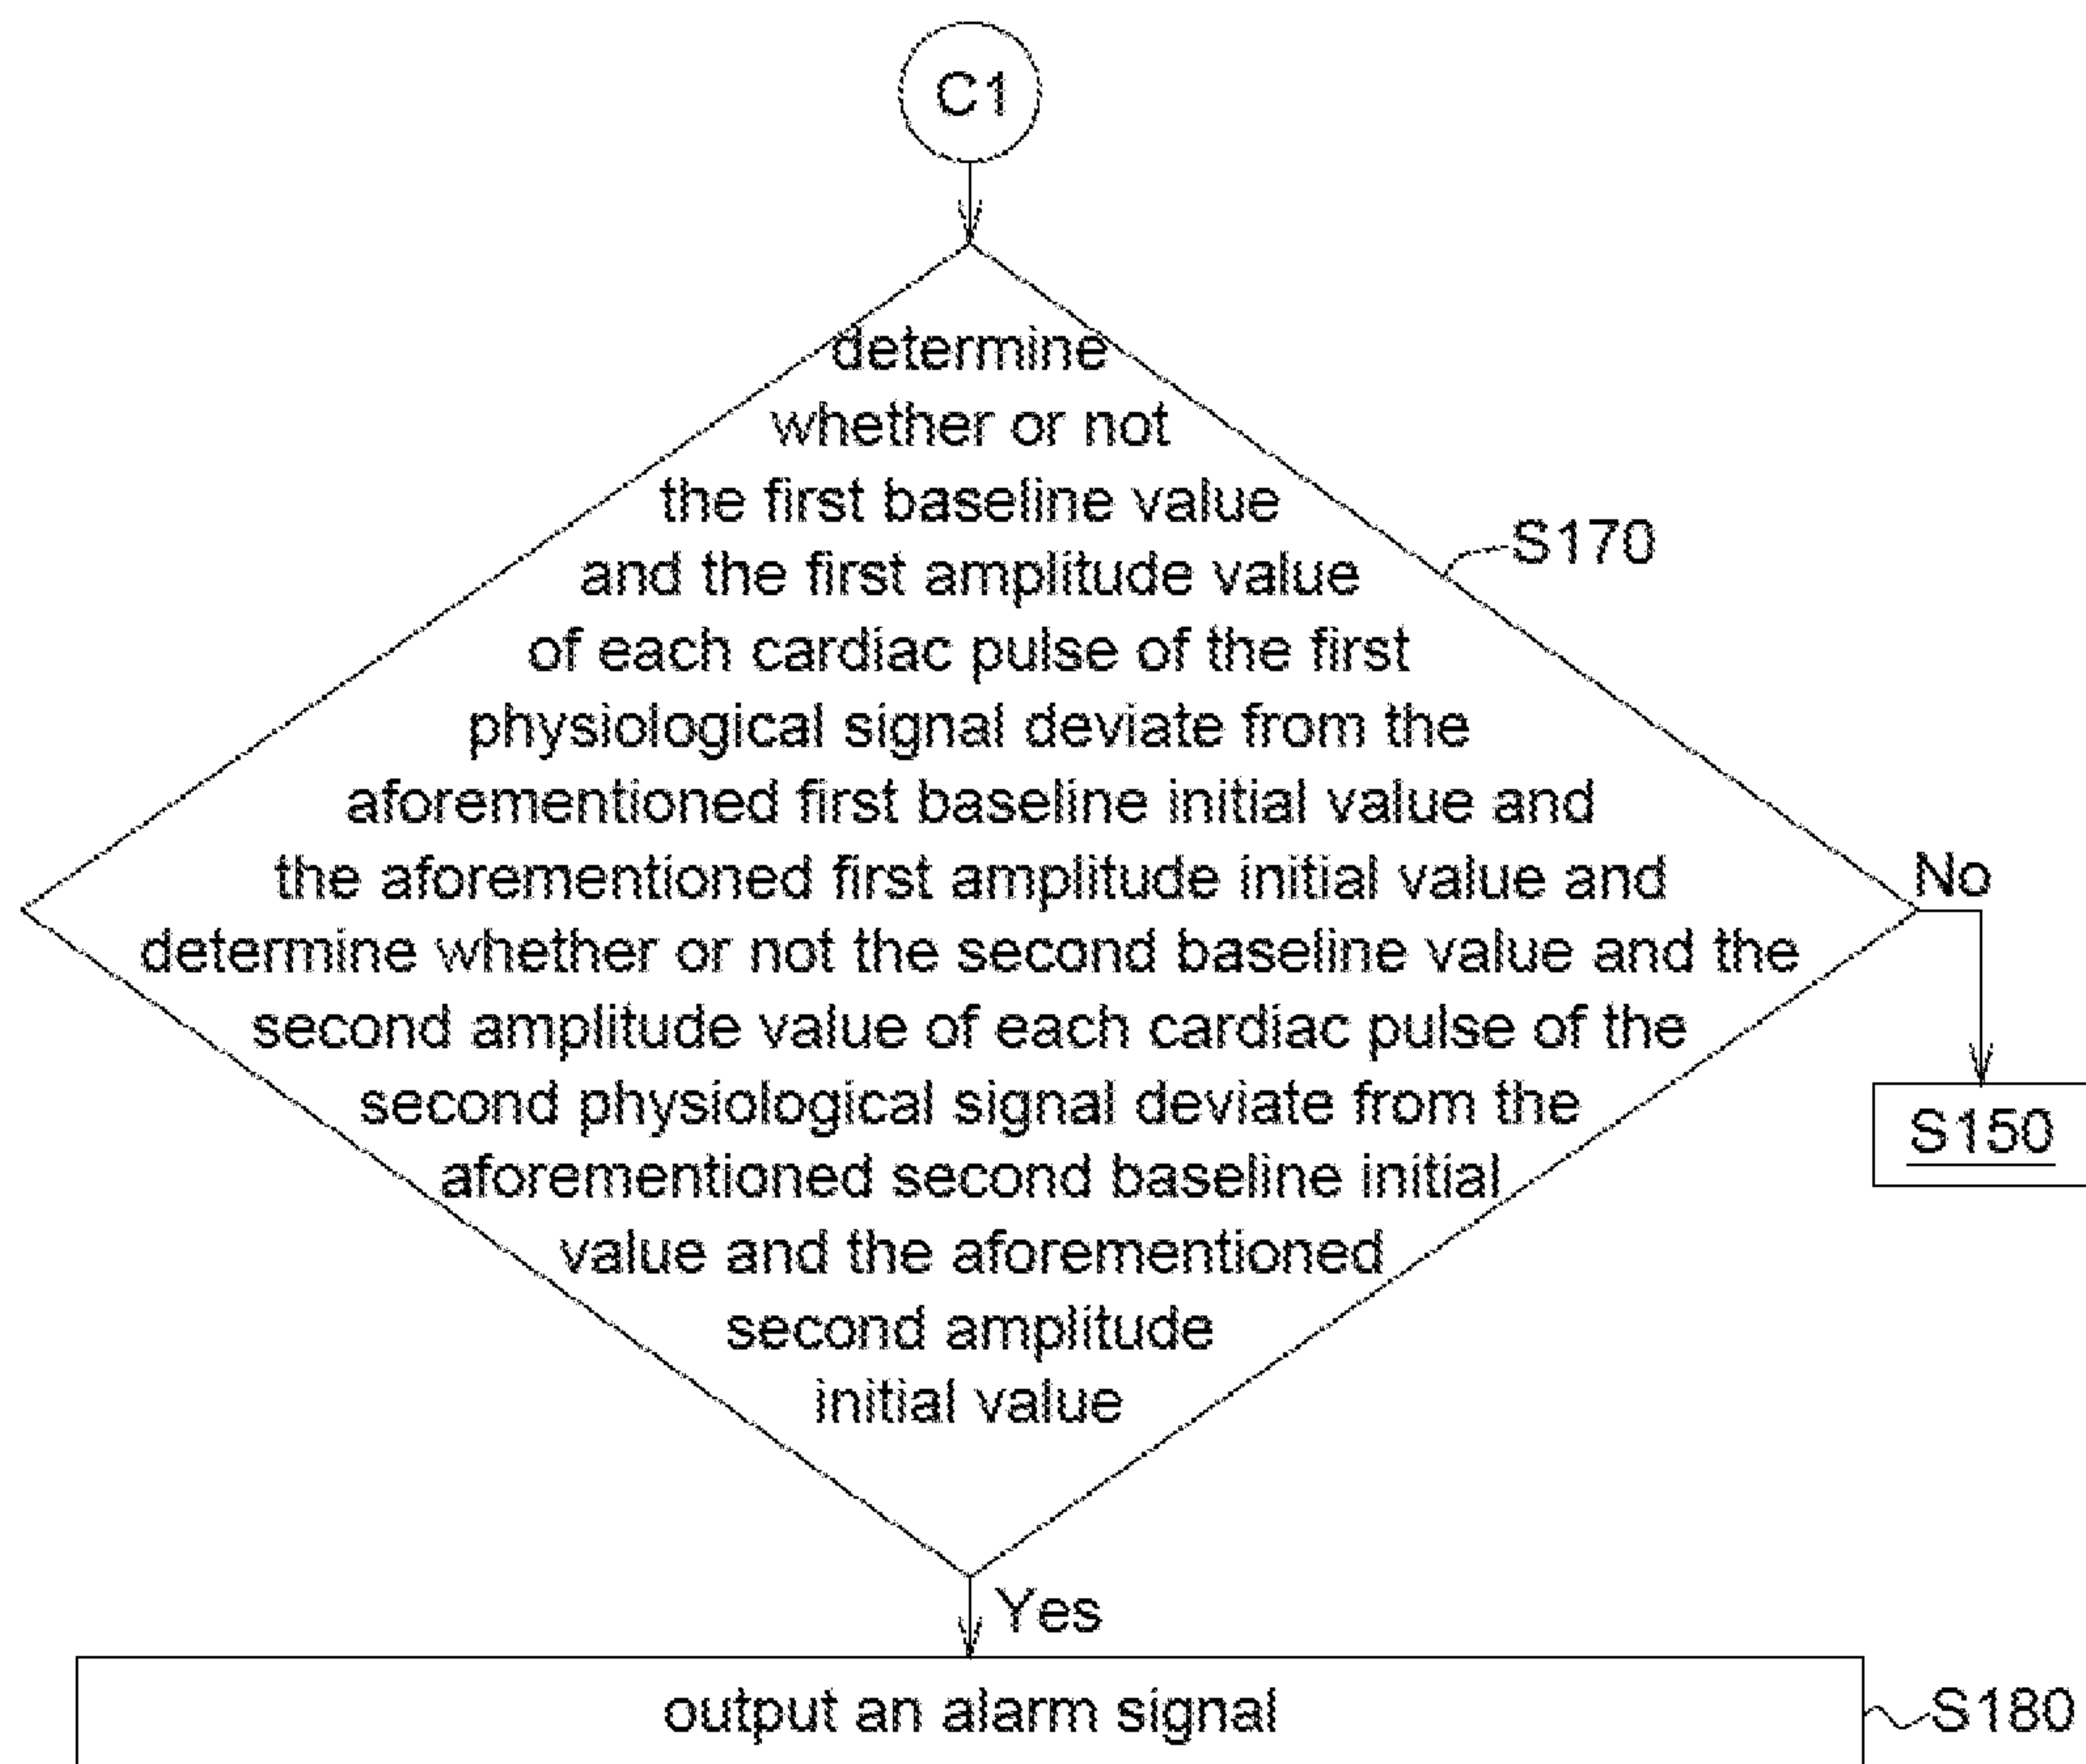 C1
determine
whether or not
the first baseline value
and the first amplitude value
S170
of each cardiac pulse of the first
physiological signal deviate from the
aforementioned first baseline initial value and
the aforementioned first amplitude initial value and
No
determine whether or not the second baseline value and the
second amplitude value of each cardiac pulse of the
second physiological signal deviate from the
S150
aforementioned second baseline initial
value and the aforementioned
second amplitude
initial value
Yes
output an alarm signal
S180